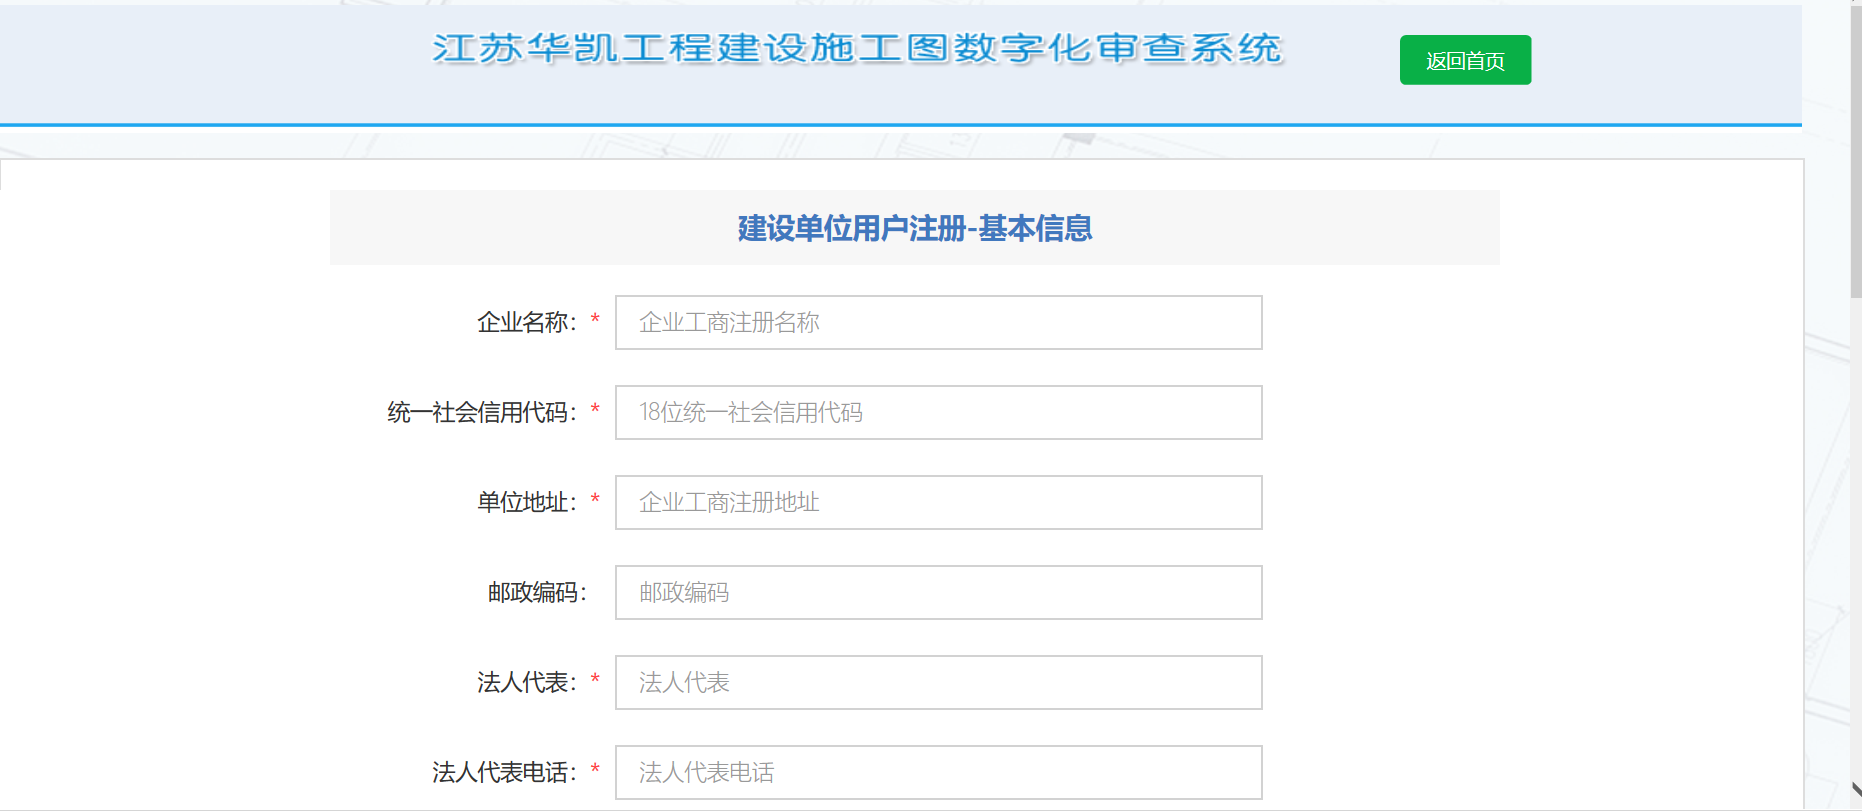 江苏华凯工程建设施工图数字化审查系统
返回首页
建设单位用户注册-基本信息
企业名称：* 企业工商注册名称
统一社会信用代码：* 18位统一社会信用代码
单位地址：* 企业工商注册地址
邮政编码： 邮政编码
法人代表：* 法人代表
法人代表电话：* 法人代表电话